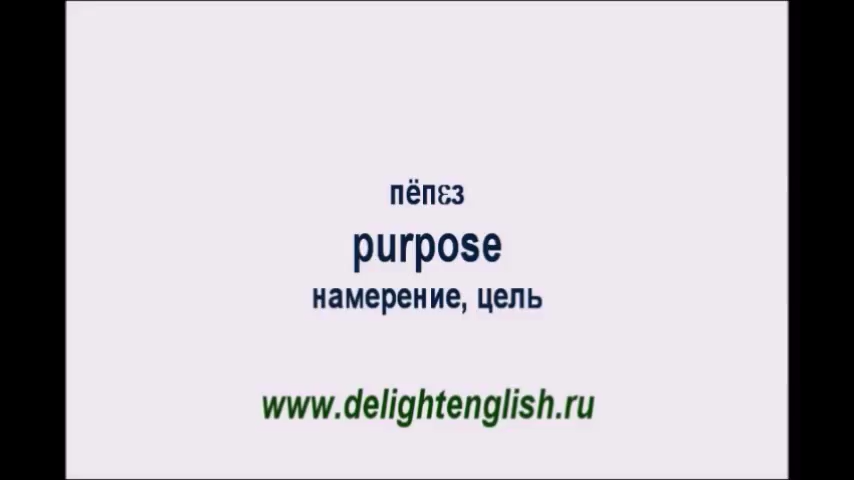 пёпɛз
purpose
намерение, цель
www.delightenglish.ru